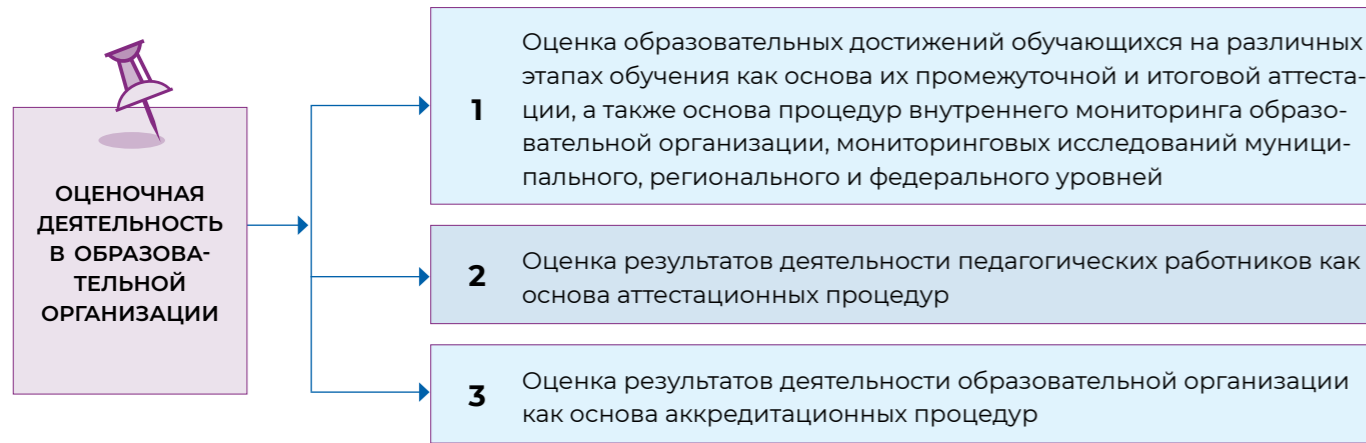 ОЦЕНОЧНАЯ
ДЕЯТЕЛЬНОСТЬ
В ОБРАЗОВА-
ТЕЛЬНОЙ
ОРГАНИЗАЦИИ
1
Оценка образовательных достижений обучающихся на различных
этапах обучения как основа их промежуточной и итоговой аттеста-
ции, а также основа процедур внутреннего мониторинга образо-
вательной организации, мониторинговых исследований муници-
пального, регионального и федерального уровней
2
Оценка результатов деятельности педагогических работников как
основа аттестационных процедур
3
Оценка результатов деятельности образовательной организации
как основа аккредитационных процедур